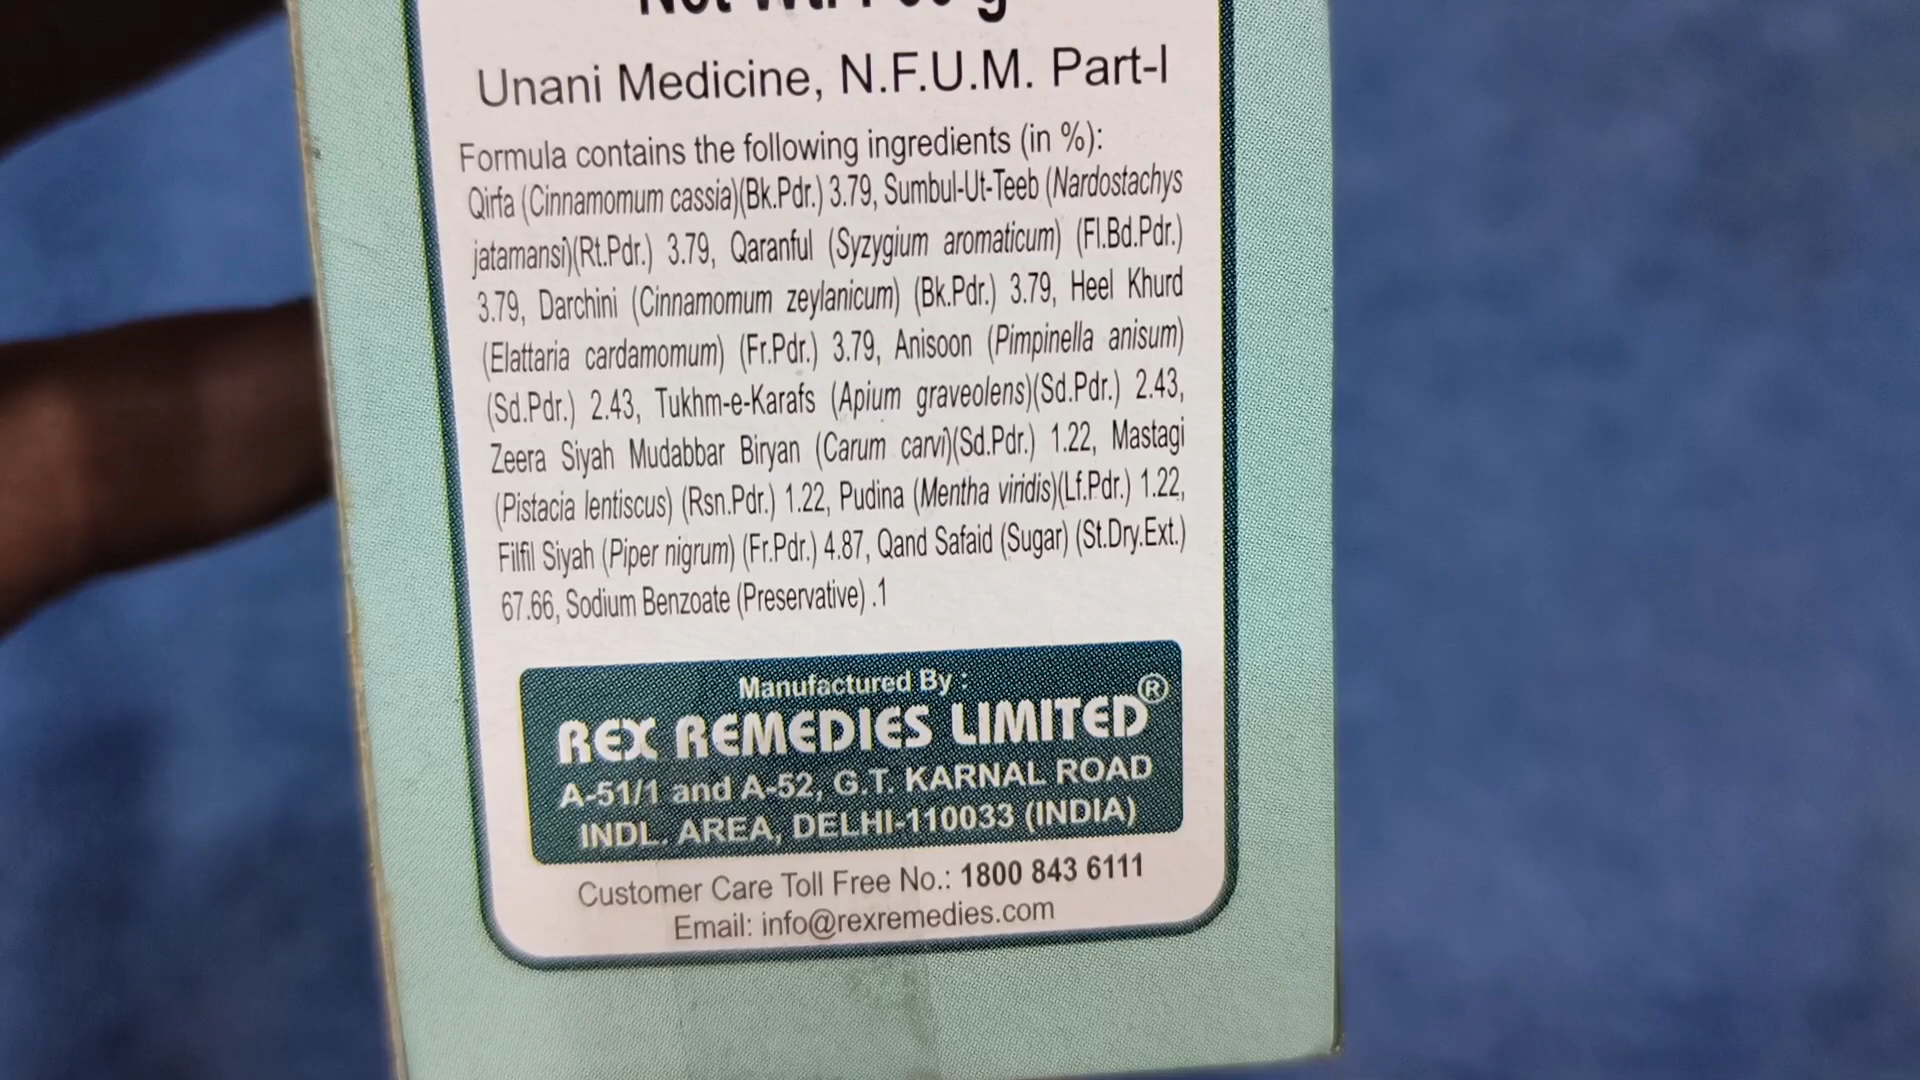 Unani Medicine, N.F.U.M. Part-I
Formula contains the following ingredients (in %):
Qirfa (Cinnamomum cassia)(Bk.Pdr.) 3.79, Sumbul-Ut-Teeb (Nardostachys
jatamansi)(Rt.Pdr.) 3.79, Qaranful (Syzygium aromaticum) (Fl.Bd.Pdr.)
3.79, Darchini (Cinnamomum zeylanicum) (Bk.Pdr.) 3.79, Heel Khurd
(Elattaria cardamomum) (Fr.Pdr.) 3.79, Anisoon (Pimpinella anisum)
(Sd.Pdr.) 2.43, Tukhm-e-Karafs (Apium graveolens)(Sd.Pdr.) 2.43,
Zeera Siyah Mudabbar Biryan (Carum carvi)(Sd.Pdr.) 1.22, Mastagi
(Pistacia lentiscus) (Rsn.Pdr.) 1.22, Pudina (Mentha viridis)(Lf.Pdr.) 1.22,
Filfil Siyah (Piper nigrum) (Fr.Pdr.) 4.87, Qand Safaid (Sugar) (St.Dry.Ext.)
67.66, Sodium Benzoate (Preservative) .1
Manufactured By :
REX REMEDIES LIMITED®
A-51/1 and A-52, G.T. KARNAL ROAD
INDL. AREA, DELHI-110033 (INDIA)
Customer Care Toll Free No.: 1800 843 6111
Email: info@rexremedies.com